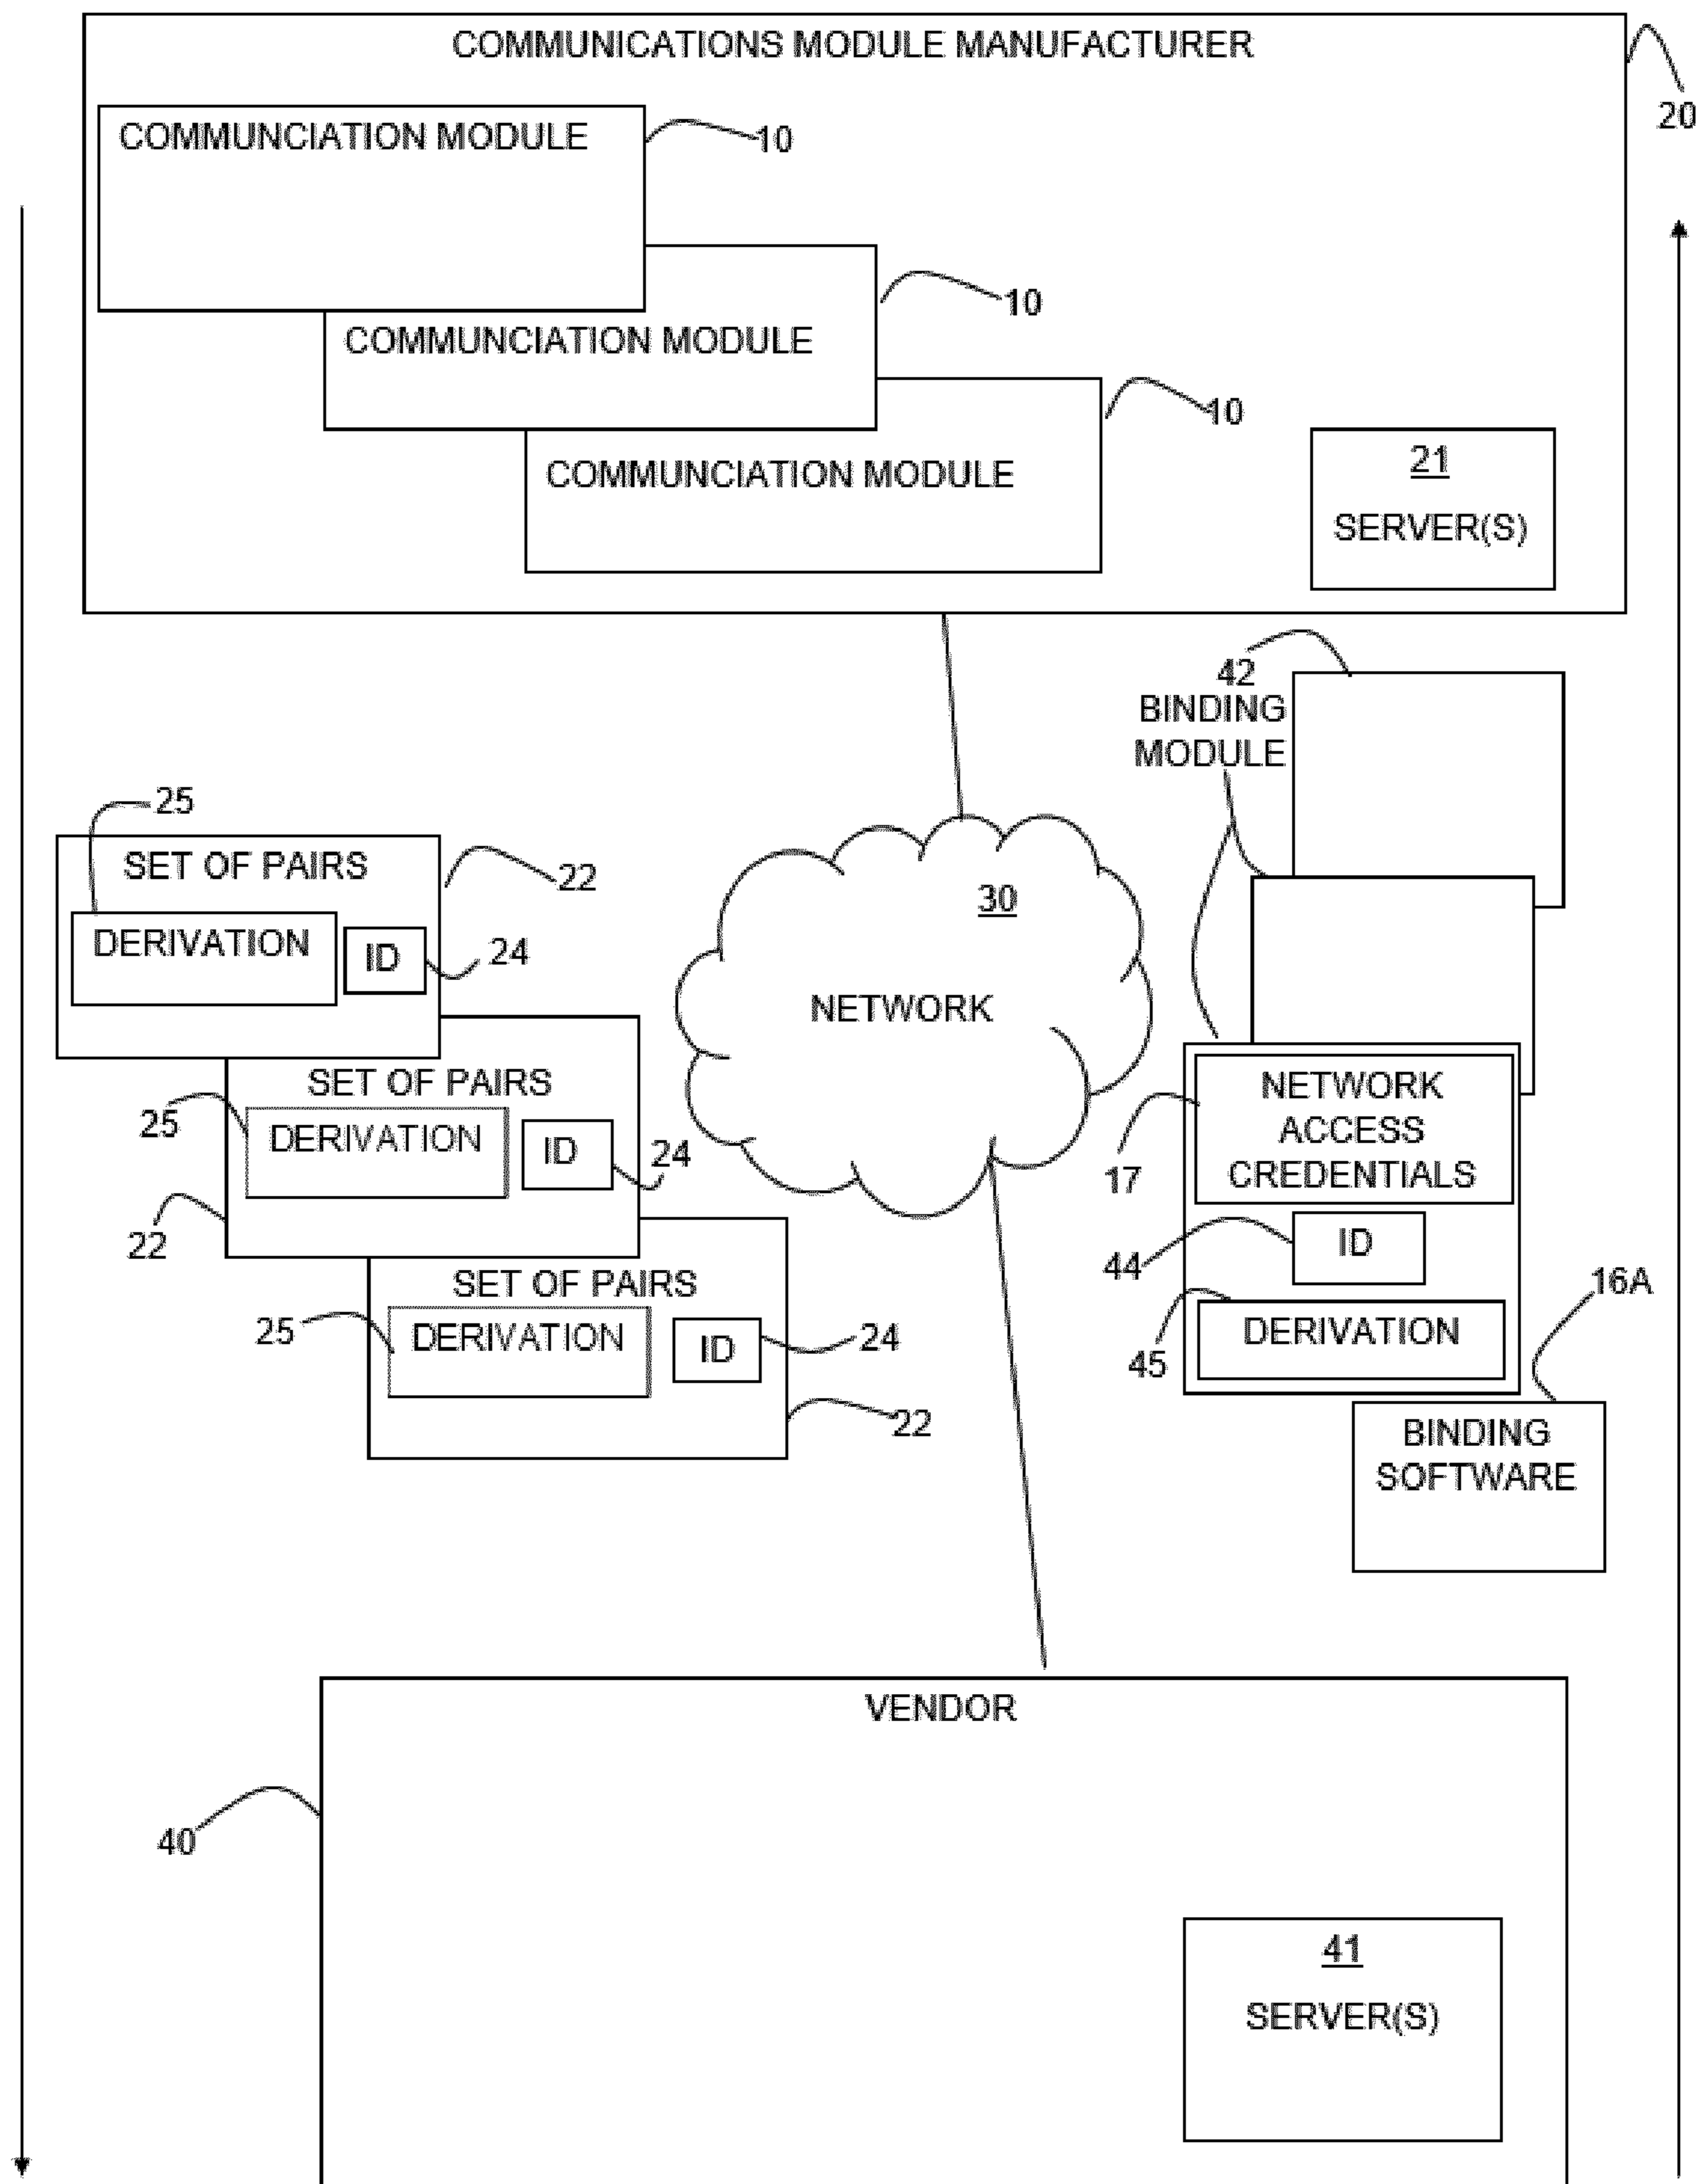 COMMUNICATIONS MODULE MANUFACTURER
20
COMMUNCIATION MODULE
10
COMMUNCIATION MODULE
10
COMMUNCIATION MODULE
10
21
SERVER(S)
42
BINDING
MODULE
25
SET OF PAIRS
22
DERIVATION
ID
24
30
NETWORK
SET OF PAIRS
25
DERIVATION
ID
24
22
NETWORK
ACCESS
CREDENTIALS
17
44
ID
SET OF PAIRS
25
DERIVATION
ID
24
22
DERIVATION
45
16A
BINDING
SOFTWARE
VENDOR
40
41
SERVER(S)